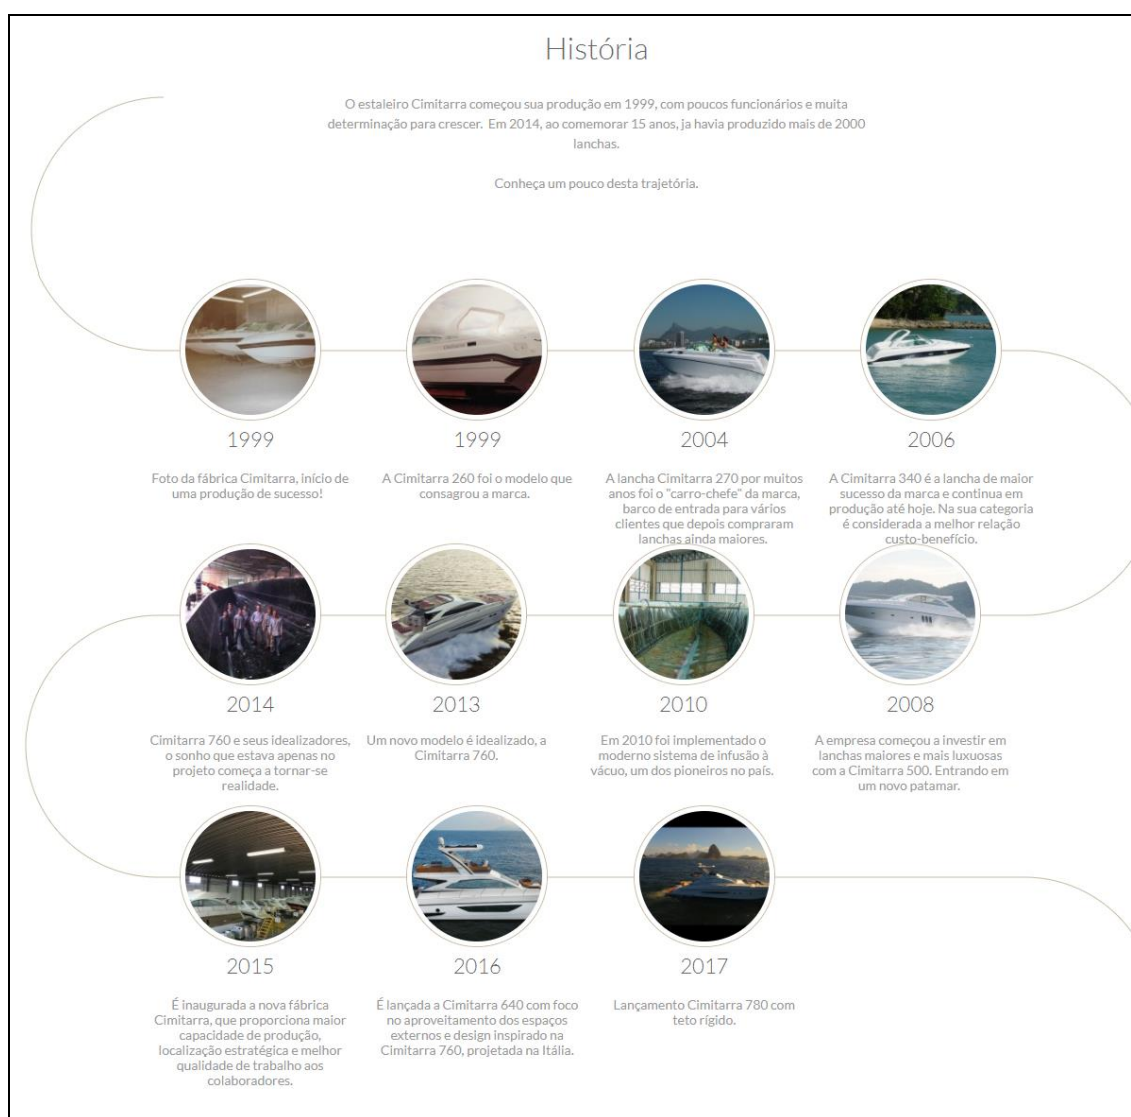 História
O estaleiro Cimitarra começou sua produção em 1999, com poucos funcionários e muita
determinação para crescer. Em 2014, ao comemorar 15 anos, ja havia produzido mais de 2000
lanchas.
Conheça um pouco desta trajetória.
1999
Foto da fábrica Cimitarra, início de
uma produção de sucesso!
1999
A Cimitarra 260 foi o modelo que
consagrou a marca.
2004
A lancha Cimitarra 270 por muitos
anos foi o "carro-chefe" da marca,
barco de entrada para vários
clientes que depois compraram
lanchas ainda maiores.
2006
A Cimitarra 340 é a lancha de maior
sucesso da marca e continua em
produção até hoje. Na sua categoria
é considerada a melhor relação
custo-benefício.
2014
Cimitarra 760 e seus idealizadores,
o sonho que estava apenas no
projeto começa a tornar-se
realidade.
2013
Um novo modelo é idealizado, a
Cimitarra 760.
2010
Em 2010 foi implementado o
moderno sistema de infusão à
vácuo, um dos pioneiros no país.
2008
A empresa começou a investir em
lanchas maiores e mais luxuosas
com a Cimitarra 500. Entrando em
um novo patamar.
2015
É inaugurada a nova fábrica
Cimitarra, que proporciona maior
capacidade de produção,
localização estratégica e melhor
qualidade de trabalho aos
colaboradores.
2016
É lançada a Cimitarra 640 com foco
no aproveitamento dos espaços
externos e design inspirado na
Cimitarra 760, projetada na Itália.
2017
Lançamento Cimitarra 780 com
teto rígido.